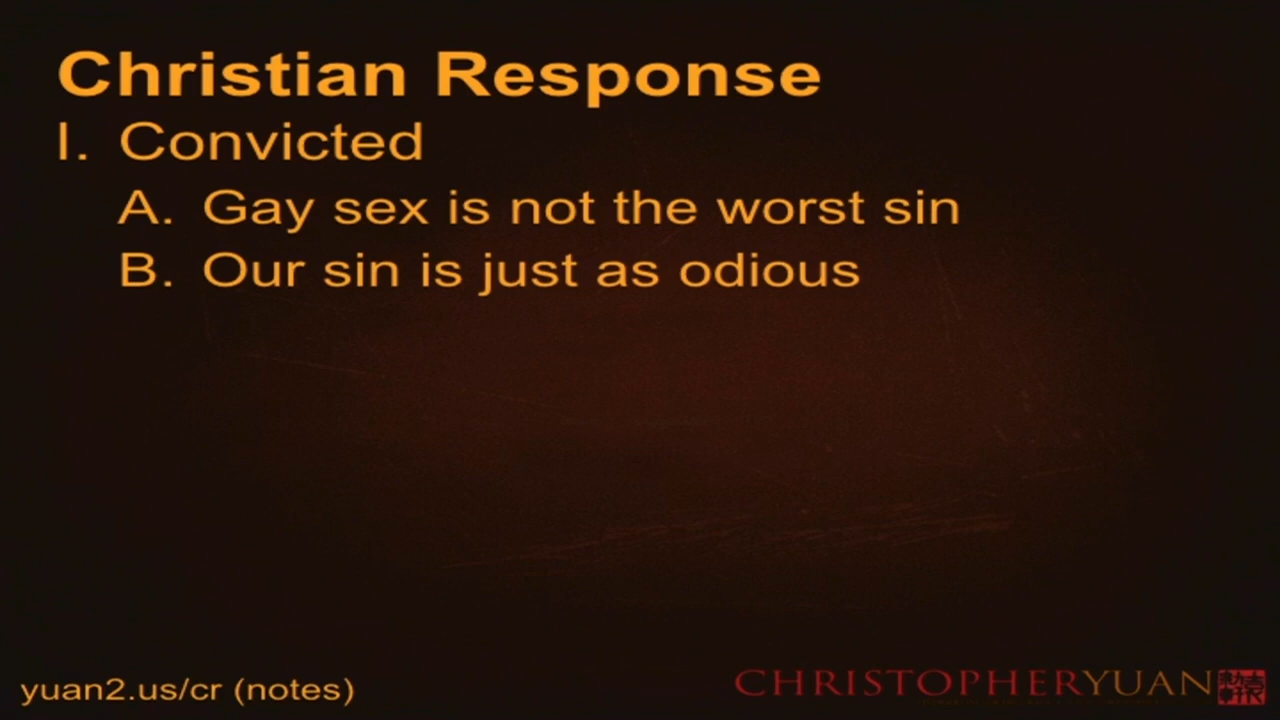 Christian Response
I. Convicted
A. Gay sex is not the worst sin
B. Our sin is just as odious
yuan2.us/cr (notes)
CHRISTOPHERYUAN